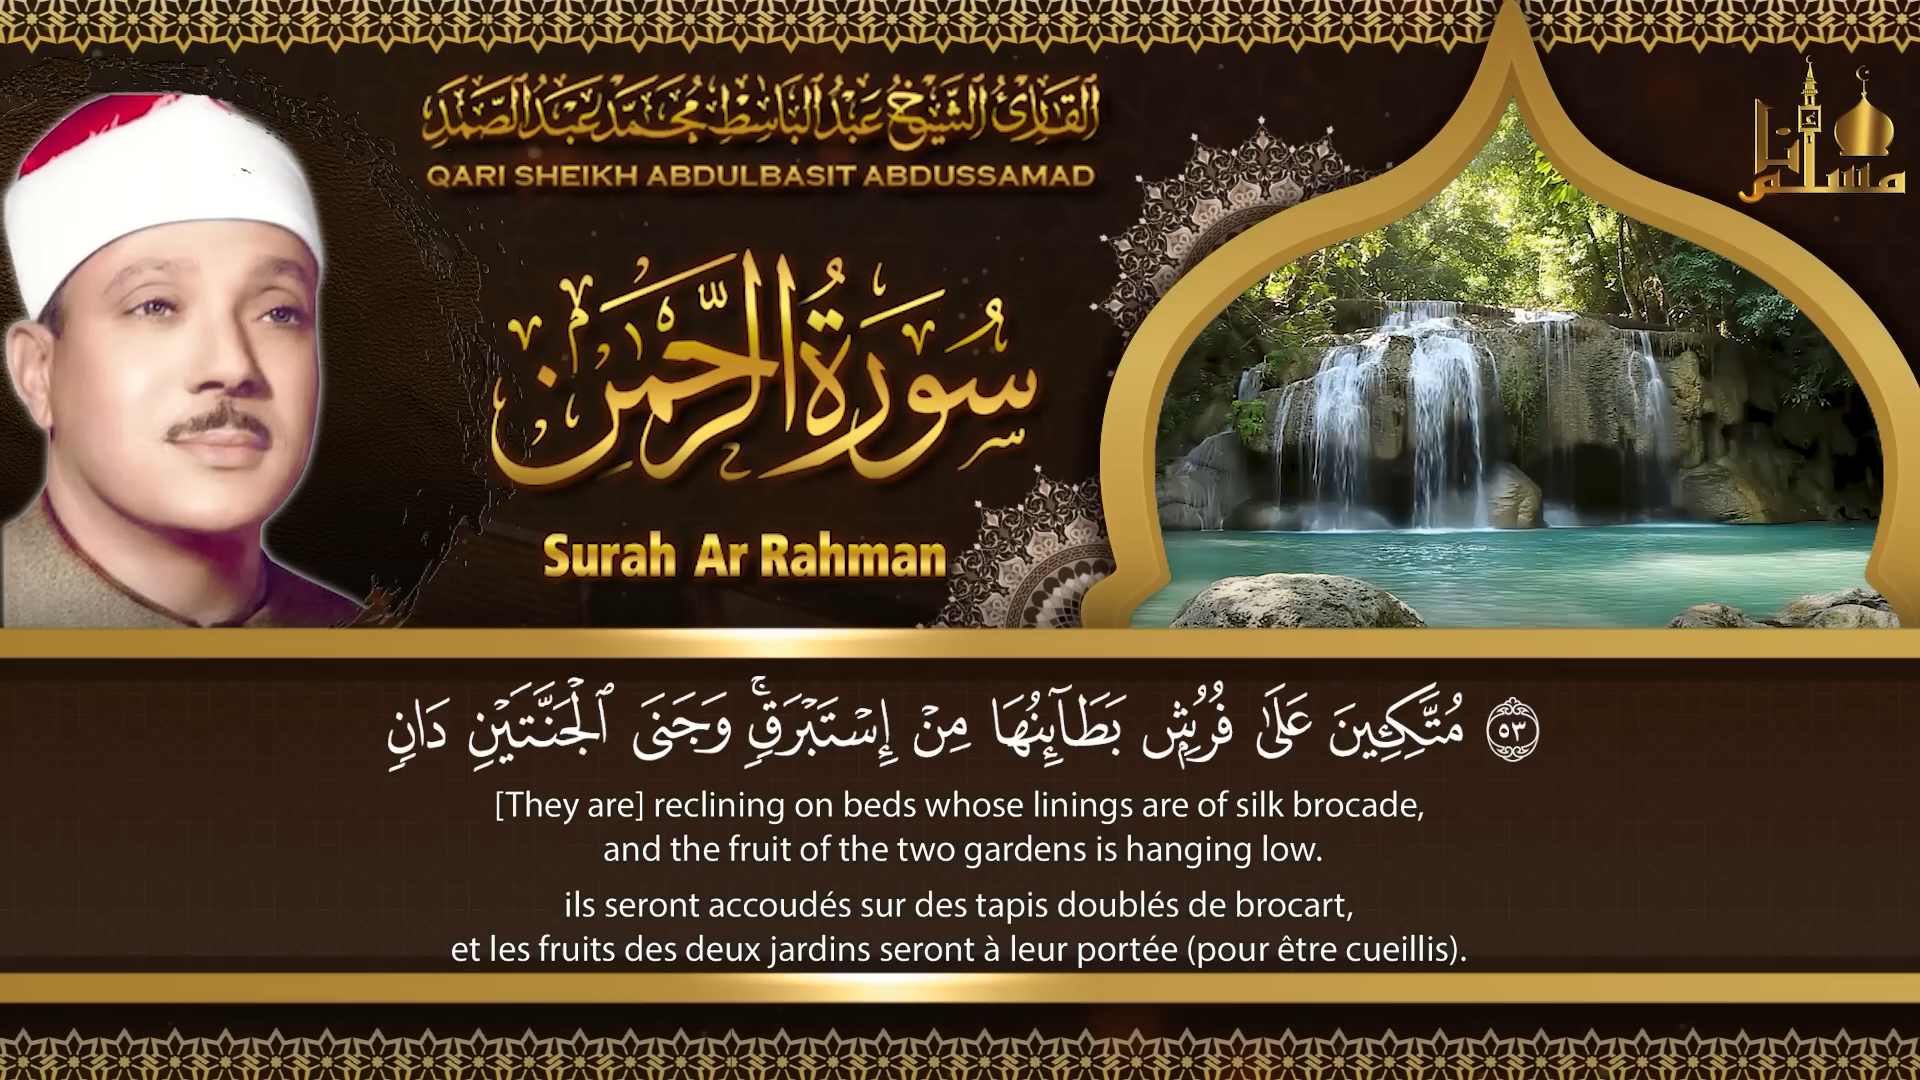 القارئ الشيخ عبد الباسط محمد عبد الصمد
QARI SHEIKH ABDULBASIT ABDUSSAMAD
أنا مسلم
سُورَةُ الرَّحْمٰن
Surah Ar Rahman
۝٥٣ مُتَّكِـِٔينَ عَلَىٰ فُرُشٍۭ بَطَآئِنُهَا مِنْ إِسْتَبْرَقٍۢ ۚ وَجَنَى ٱلْجَنَّتَيْنِ دَانٍ
[They are] reclining on beds whose linings are of silk brocade,
and the fruit of the two gardens is hanging low.
ils seront accoudés sur des tapis doublés de brocart,
et les fruits des deux jardins seront à leur portée (pour être cueillis).